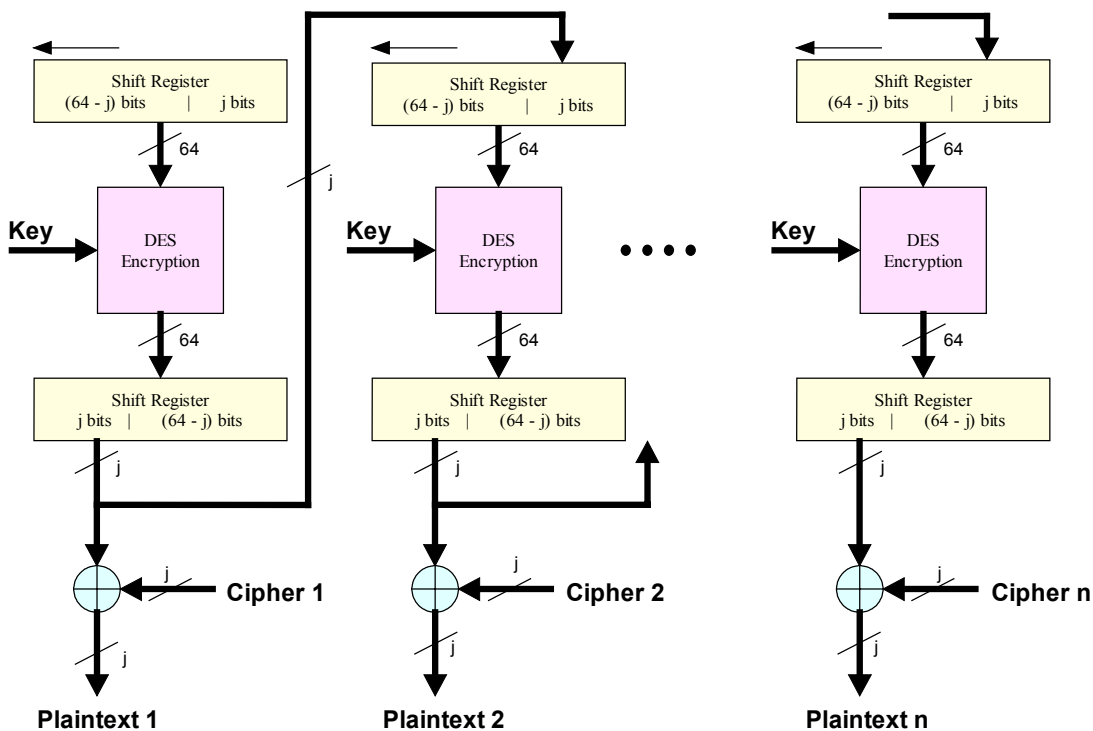 Shift Register
(64 - j) bits | j bits
64
Key
DES
Encryption
64
Shift Register
j bits | (64 - j) bits
j
j
Cipher 1
j
Plaintext 1
j
Shift Register
(64 - j) bits | j bits
64
Key
DES
Encryption
64
Shift Register
j bits | (64 - j) bits
j
j
Cipher 2
j
Plaintext 2
Shift Register
(64 - j) bits | j bits
64
Key
DES
Encryption
64
Shift Register
j bits | (64 - j) bits
j
j
Cipher n
j
Plaintext n